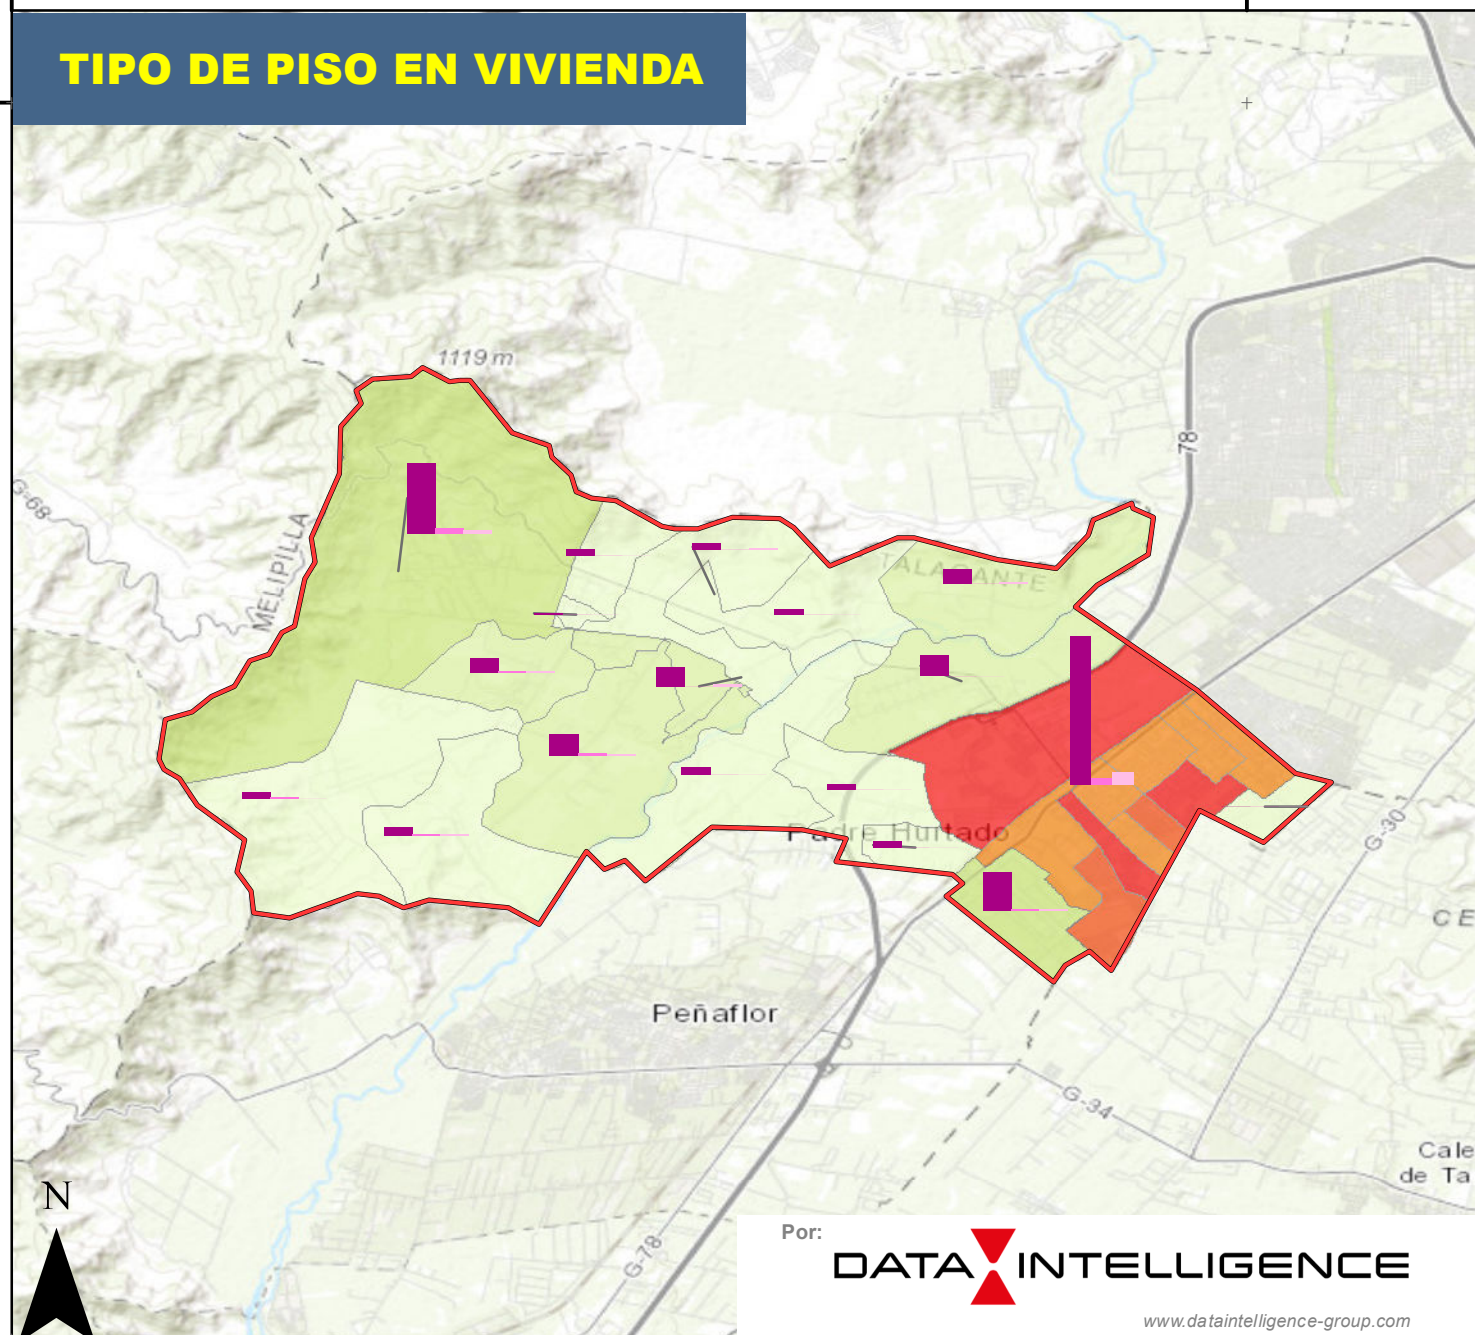 TIPO DE PISO EN VIVIENDA
1119 m
78
G-68
MELIPILLA
TALAGANTE
Padre Hurtado
G-30
CE
Peñaflor
G-34
Cale
de Ta
N
G-78
Por:
DATA INTELLIGENCE
www.dataintelligence-group.com